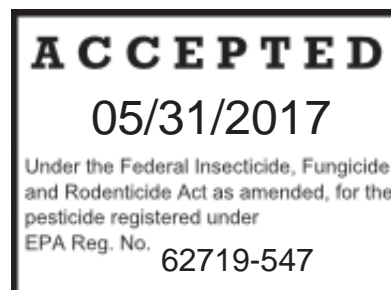 ACCEPTED
05/31/2017
Under the Federal Insecticide, Fungicide
and Rodenticide Act as amended, for the
pesticide registered under
EPA Reg. No. 62719-547